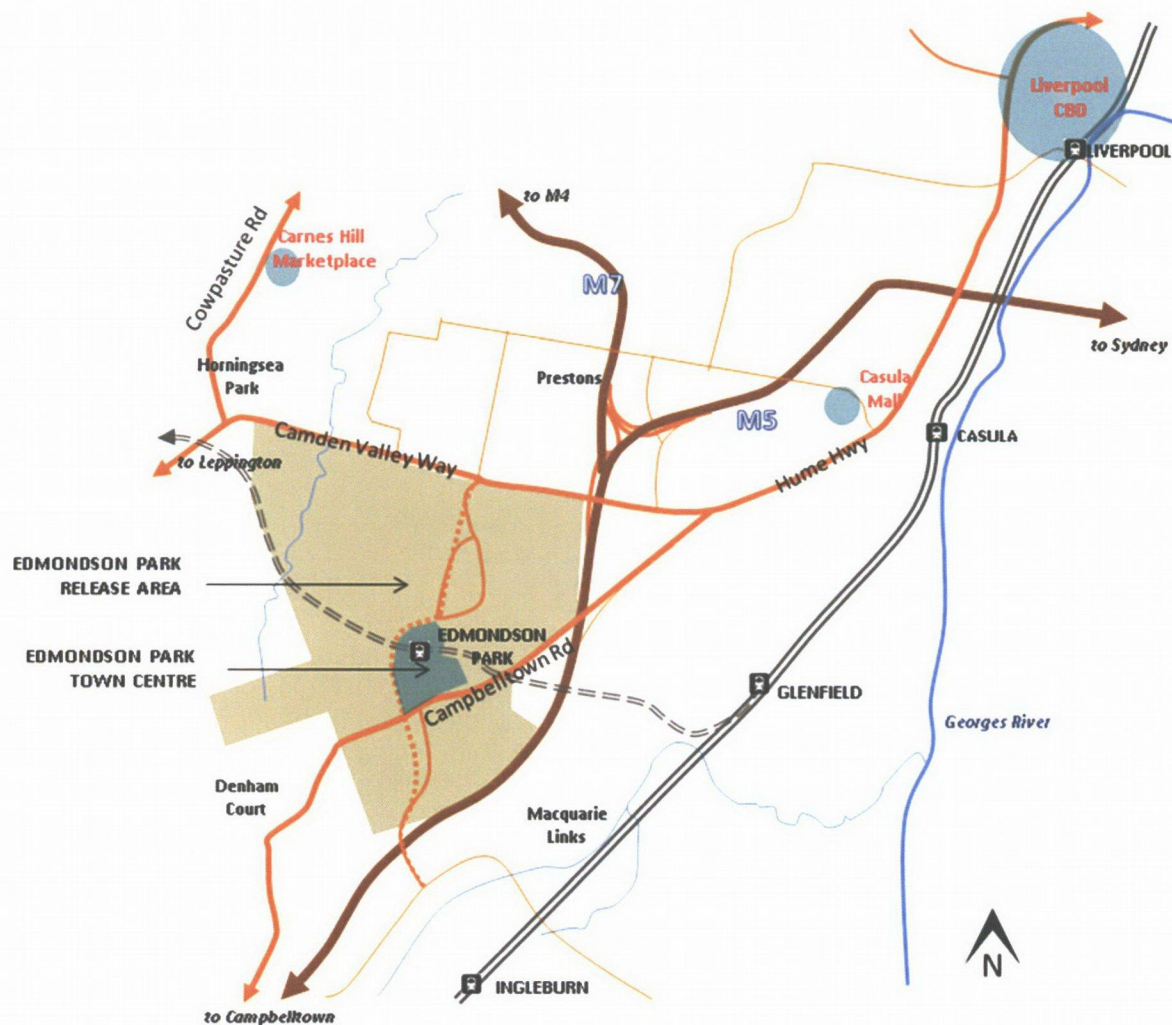 Liverpool
CBD
LIVERPOOL
to M4
Cowpasture Rd
Carnes Hill
Marketplace
M7
to Sydney
Horningsea
Park
Prestons
Casula
Mall
M5
CASULA
Camden Valley Way
Hume Hwy
to Leppington
EDMONDSON PARK
RELEASE AREA
EDMONDSON
PARK
EDMONDSON PARK
TOWN CENTRE
Campbelltown Rd
GLENFIELD
Georges River
Denham
Court
Macquarie
Links
N
INGLEBURN
to Campbelltown